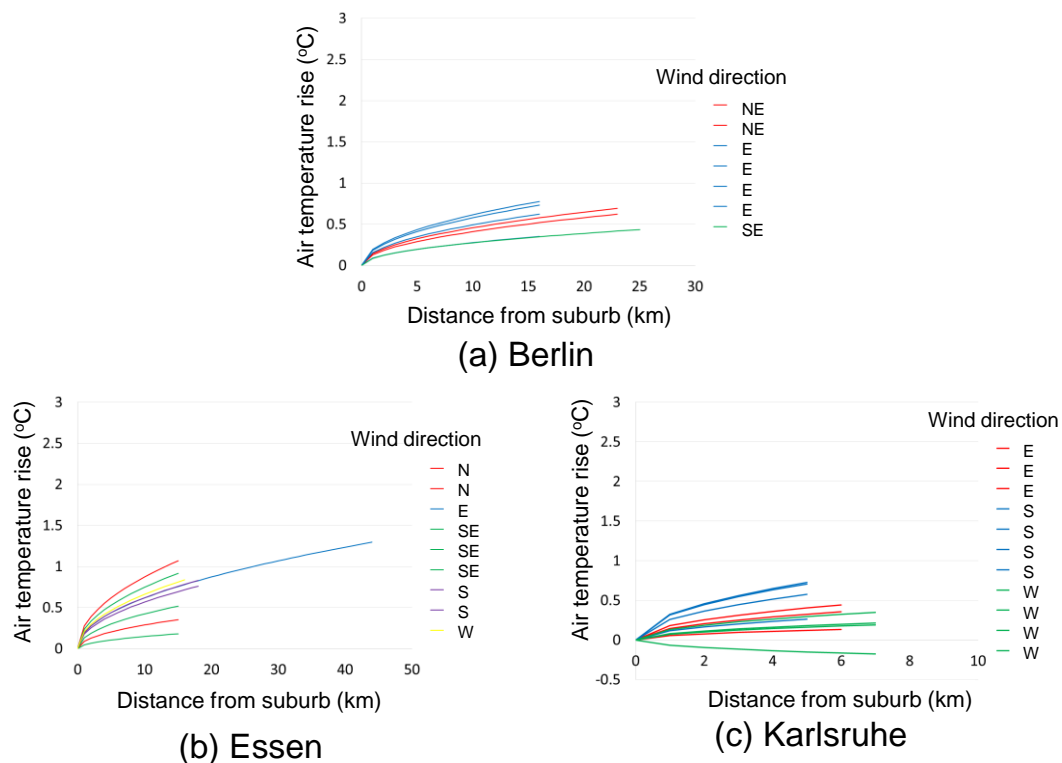 3
2.5
2
1.5
1
0.5
0
Air temperature rise (°C)
0 5 10 15 20 25 30
Distance from suburb (km)
Wind direction
NE
NE
E
E
E
E
SE
(a) Berlin
3
2.5
2
1.5
1
0.5
0
Air temperature rise (°C)
0 10 20 30 40 50
Distance from suburb (km)
Wind direction
N
N
E
SE
SE
SE
S
S
W
(b) Essen
3
2.5
2
1.5
1
0.5
0
-0.5
Air temperature rise (°C)
0 2 4 6 8 10
Distance from suburb (km)
Wind direction
E
E
E
S
S
S
S
W
W
W
W
(c) Karlsruhe